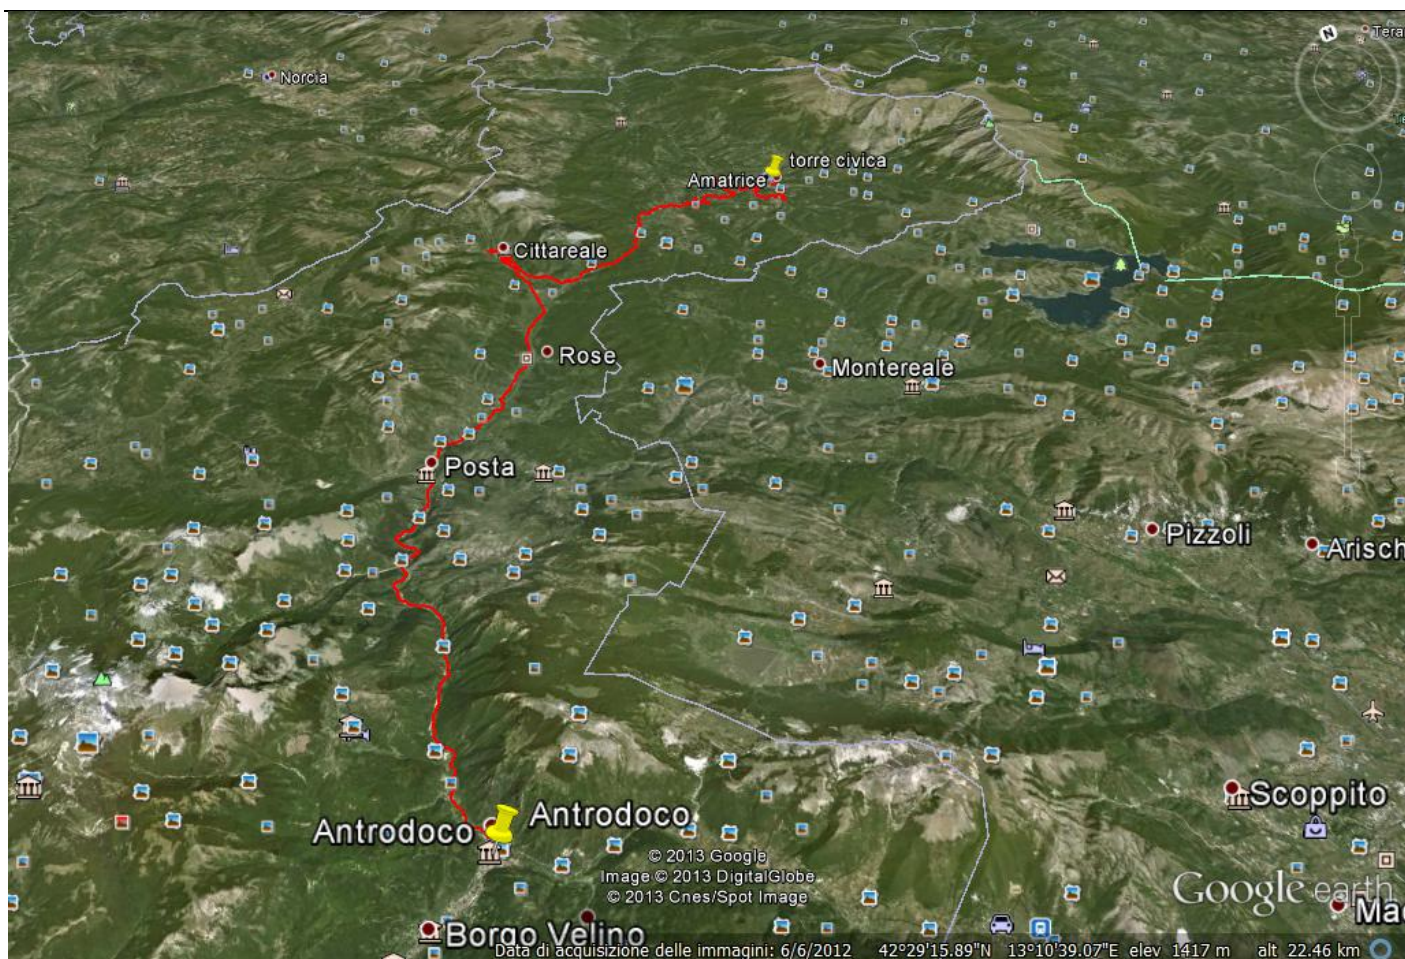 N
Tera
Norcia
torre civica
Amatrice
Cittareale
Rose
Montereale
Posta
Pizzoli
Arisch
Scoppito
Antrodoco
Antrodoco
© 2013 Google
Image © 2013 DigitalGlobe
© 2013 Cnes/Spot Image
Google earth
Mac
Borgo Velino
Data di acquisizione delle immagini: 6/6/2012 42°29'15.89"N 13°10'39.07"E elev 1417 m alt 22.46 km